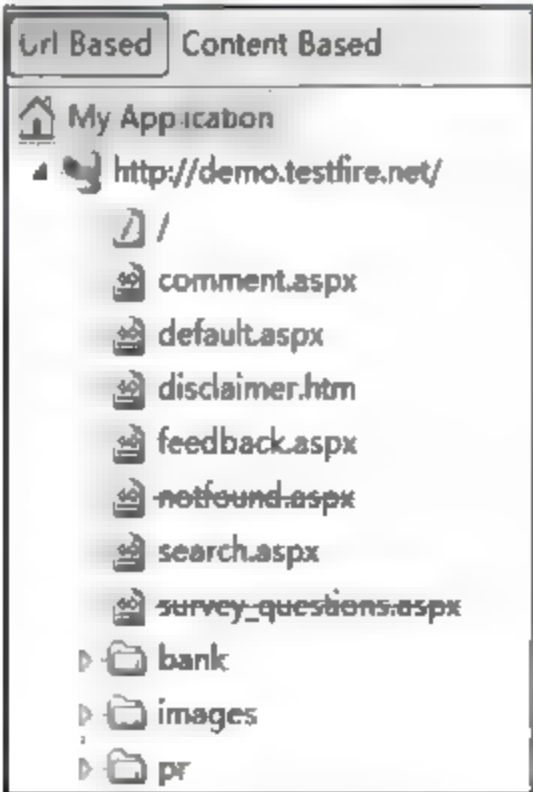 Url Based Content Based
My Application
http://demo.testfire.net/
/
comment.aspx
default.aspx
disclaimer.htm
feedback.aspx
notfound.aspx
search.aspx
survey_questions.aspx
bank
images
pr